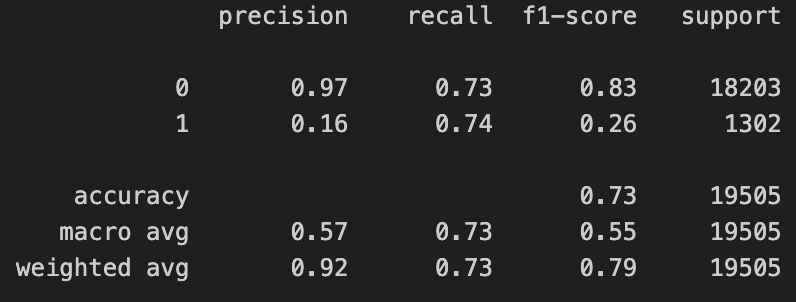 precision recall f1-score support
0 0.97 0.73 0.83 18203
1 0.16 0.74 0.26 1302
accuracy 0.73 19505
macro avg 0.57 0.73 0.55 19505
weighted avg 0.92 0.73 0.79 19505